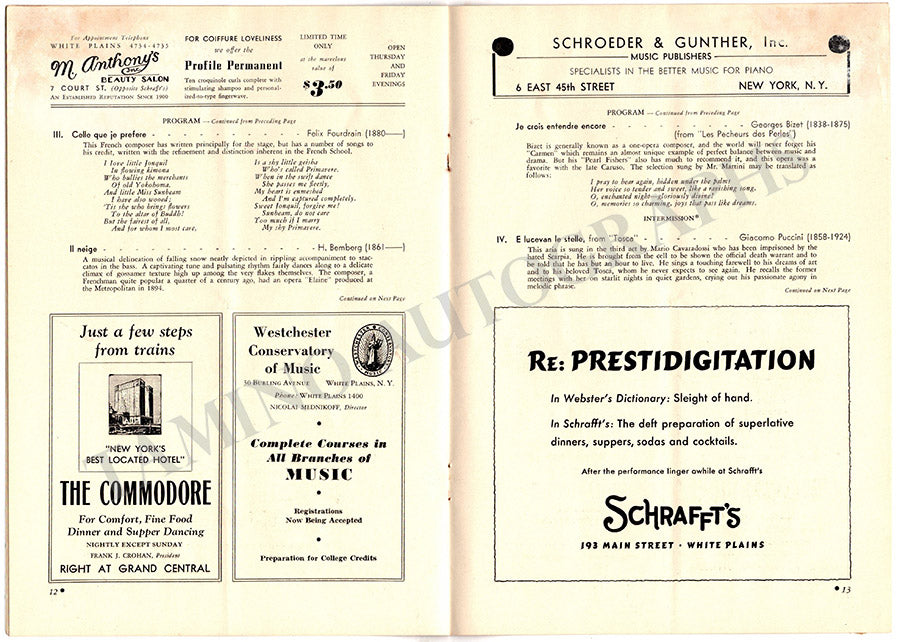 For Appointment Telephone
WHITE PLAINS 4734-4735
M. Anthony's
Inc.
BEAUTY SALON
7 COURT ST. (Opposite Schrafft's)
AN ESTABLISHED REPUTATION SINCE 1900
FOR COIFFURE LOVELINESS
we offer the
Profile Permanent
Ten croquinole curls complete with
stimulating shampoo and personal-
ized-to-type fingerwave.
LIMITED TIME
ONLY
at the marvelous
value of
$3.50
OPEN
THURSDAY
AND
FRIDAY
EVENINGS
PROGRAM — Continued from Preceding Page
III. Celle que je prefere - - - - - - - - - - Felix Fourdrain (1880——)
This French composer has written principally for the stage, but has a number of songs to
his credit, written with the refinement and distinction inherent in the French School.
I love little Jonquil
In flowing kimona
Who bullies the merchants
Of old Yokohoma.
And little Miss Sunbeam
I have also wooed;
'Tis she who brings flowers
To the altar of Buddh!
But the fairest of all,
And for whom I most care,
Is a shy little geisha
Who's called Primavere.
When in the swift dance
She passes me fleetly,
My heart is enmeshed
And I'm captured completely.
Sweet Jonquil, forgive me!
Sunbeam, do not care
Too much if I marry
My shy Primavere.
Il neige - - - - - - - - - - H. Bemberg (1861——)
A musical delineation of falling snow neatly depicted in rippling accompaniment to stac-
catos in the bass. A captivating tune and pulsating rhythm fairly dances along to a delicate
climax of gossamer texture high up among the very flakes themselves. The composer, a
Frenchman quite popular a quarter of a century ago, had an opera "Elaine" produced at
the Metropolitan in 1894.
Continued on Next Page
Just a few steps
from trains
"NEW YORK'S
BEST LOCATED HOTEL"
THE COMMODORE
For Comfort, Fine Food
Dinner and Supper Dancing
NIGHTLY EXCEPT SUNDAY
FRANK J. CROHAN, President
RIGHT AT GRAND CENTRAL
Westchester
Conservatory
of Music
30 BURLING AVENUE WHITE PLAINS, N. Y.
Phone: WHITE PLAINS 1400
NICOLAI MEDNIKOFF, Director
Complete Courses in
All Branches of
MUSIC
Registrations
Now Being Accepted
Preparation for College Credits
12
SCHROEDER & GUNTHER, Inc.
MUSIC PUBLISHERS
SPECIALISTS IN THE BETTER MUSIC FOR PIANO
6 EAST 45th STREET NEW YORK, N. Y.
PROGRAM — Continued from Preceding Page
Je crois entendre encore - - - - - - - - - - Georges Bizet (1838-1875)
(from "Les Pecheurs des Perles")
Bizet is generally known as a one-opera composer, and the world will never forget his
"Carmen" which remains an almost unique example of perfect balance between music and
drama. But his "Pearl Fishers" also has much to recommend it, and this opera was a
favorite with the late Caruso. The selection sung by Mr. Martini may be translated as
follows:
I pray to hear again, hidden under the palms
Her voice so tender and sweet, like a ravishing song.
O, enchanted night—gloriously divine!
O, memories so charming, joys that pass like dreams.
INTERMISSION*
IV. E lucevan le stelle, from "Tosca" - - - - - - Giacomo Puccini (1858-1924)
This aria is sung in the third act by Mario Cavaradossi who has been imprisoned by the
hated Scarpia. He is brought from the cell to be shown the official death warrant and to
be told that he has but an hour to live. He sings a touching farewell to his dreams of art
and to his beloved Tosca, whom he never expects to see again. He recalls the former
meetings with her on starlit nights in quiet gardens, crying out his passionate agony in
melodic phrase.
Continued on Next Page
RE: PRESTIDIGITATION
In Webster's Dictionary: Sleight of hand.
In Schrafft's: The deft preparation of superlative
dinners, suppers, sodas and cocktails.
After the performance linger awhile at Schrafft's
SCHRAFFT'S
193 MAIN STREET · WHITE PLAINS
13
TAMINO AUTOGRAPHS